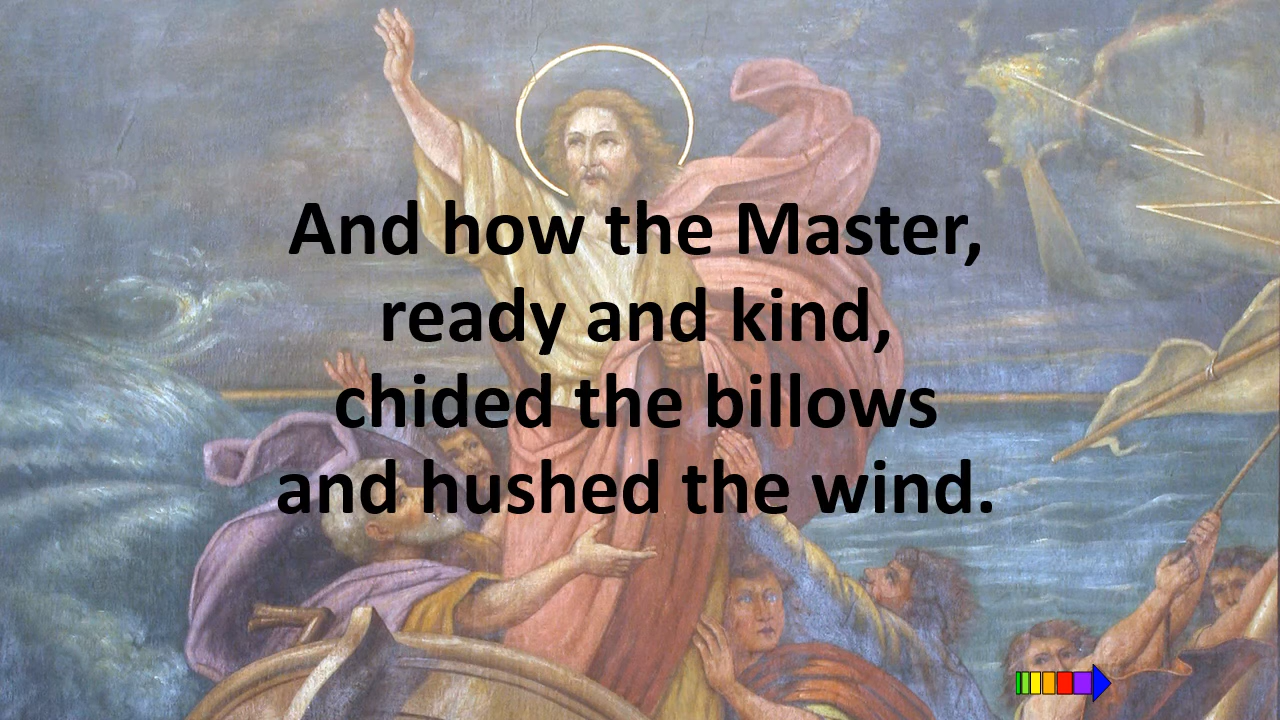 And how the Master,
ready and kind,
chided the billows
and hushed the wind.